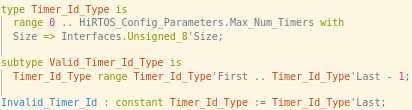 type Timer_Id_Type is
  range 0 .. HiRTOS_Config_Parameters.Max_Num_Timers with
  Size => Interfaces.Unsigned_8'Size;

subtype Valid_Timer_Id_Type is
  Timer_Id_Type range Timer_Id_Type'First .. Timer_Id_Type'Last - 1;

Invalid_Timer_Id : constant Timer_Id_Type := Timer_Id_Type'Last;